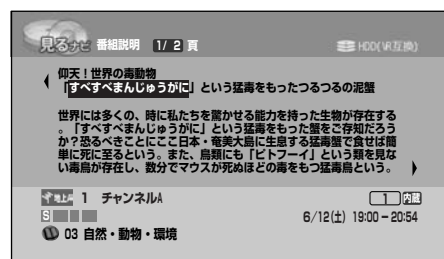 見るナビ 番組説明 1/ 2 頁 HDD(VR互換)
仰天！世界の毒動物
「すべすべまんじゅうがに」という猛毒をもったつるつるの泥蟹
世界には多くの、時に私たちを驚かせる能力を持った生物が存在する
。「すべすべまんじゅうがに」という猛毒をもった蟹をご存知だろう
か？恐るべきことにここ日本・奄美大島に生息する猛毒蟹で食せば簡
単に死に至るという。また、鳥類にも「ピトフーイ」という類を見な
い毒鳥が存在し、数分でマウスが死ぬほどの毒をもつ猛毒鳥という。
地上D 1 チャンネルA 1 内蔵
S 6/12(土) 19:00－20:54
03 自然・動物・環境